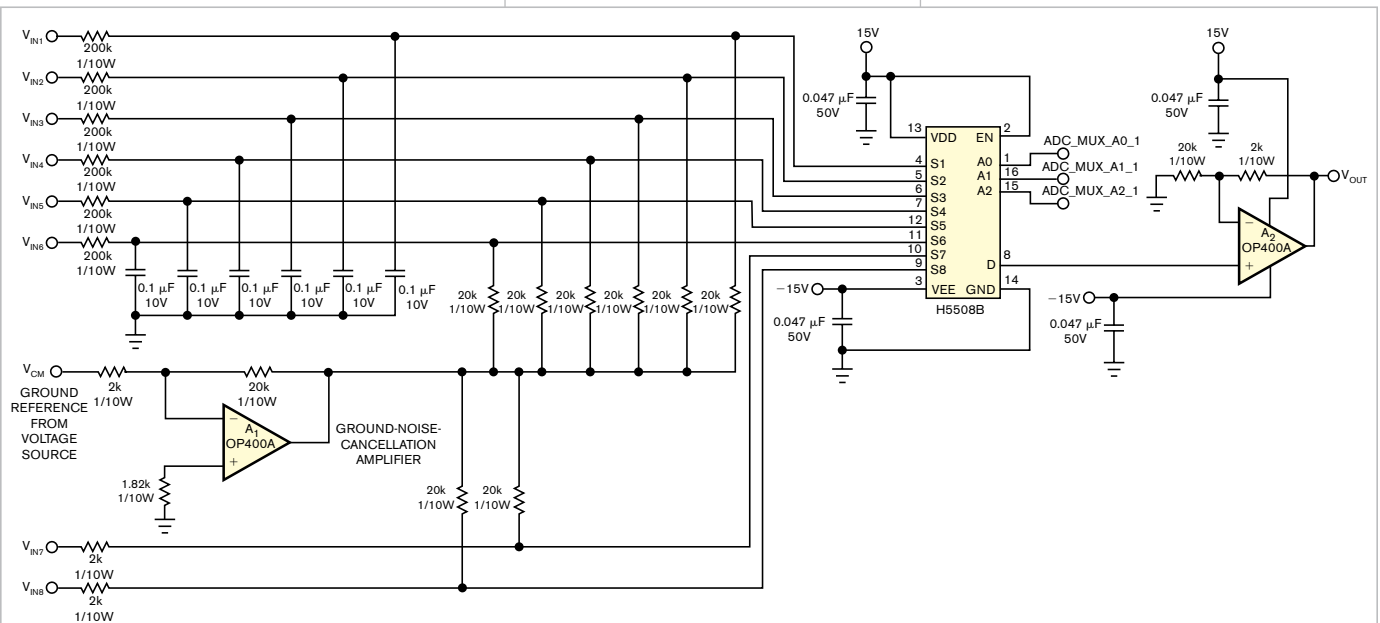 VIN1
200k
1/10W
VIN2
200k
1/10W
VIN3
200k
1/10W
VIN4
200k
1/10W
VIN5
200k
1/10W
VIN6
200k
1/10W
0.1 µF
10V
0.1 µF
10V
0.1 µF
10V
0.1 µF
10V
0.1 µF
10V
0.1 µF
10V
20k
1/10W
20k
1/10W
20k
1/10W
20k
1/10W
20k
1/10W
20k
1/10W
VCM
2k
1/10W
GROUND
REFERENCE
FROM
VOLTAGE
SOURCE
20k
1/10W
−
A1
OP400A
+
1.82k
1/10W
GROUND-NOISE-
CANCELLATION
AMPLIFIER
20k
1/10W
20k
1/10W
VIN7
2k
1/10W
VIN8
2k
1/10W
15V
0.047 µF
50V
13 VDD EN 2
4 S1 A0 1 ADC_MUX_A0_1
5 S2 A1 16 ADC_MUX_A1_1
6 S3 A2 15 ADC_MUX_A2_1
7 S4
12 S5
11 S6
10 S7
9 S8 D 8
3 VEE GND 14
H5508B
−15V
0.047 µF
50V
15V
0.047 µF
50V
20k
1/10W
2k
1/10W
VOUT
−
A2
OP400A
+
−15V
0.047 µF
50V